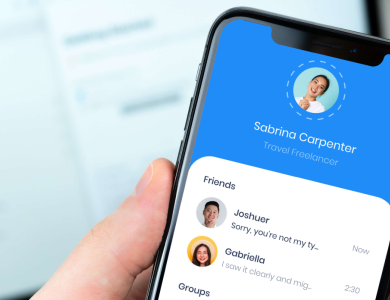 Sabrina Carpenter
Travel Freelancer
Friends
Joshuer
Now
Sorry, you're not my ty..
Gabriella
2:30
I saw it clearly and mig..
Groups